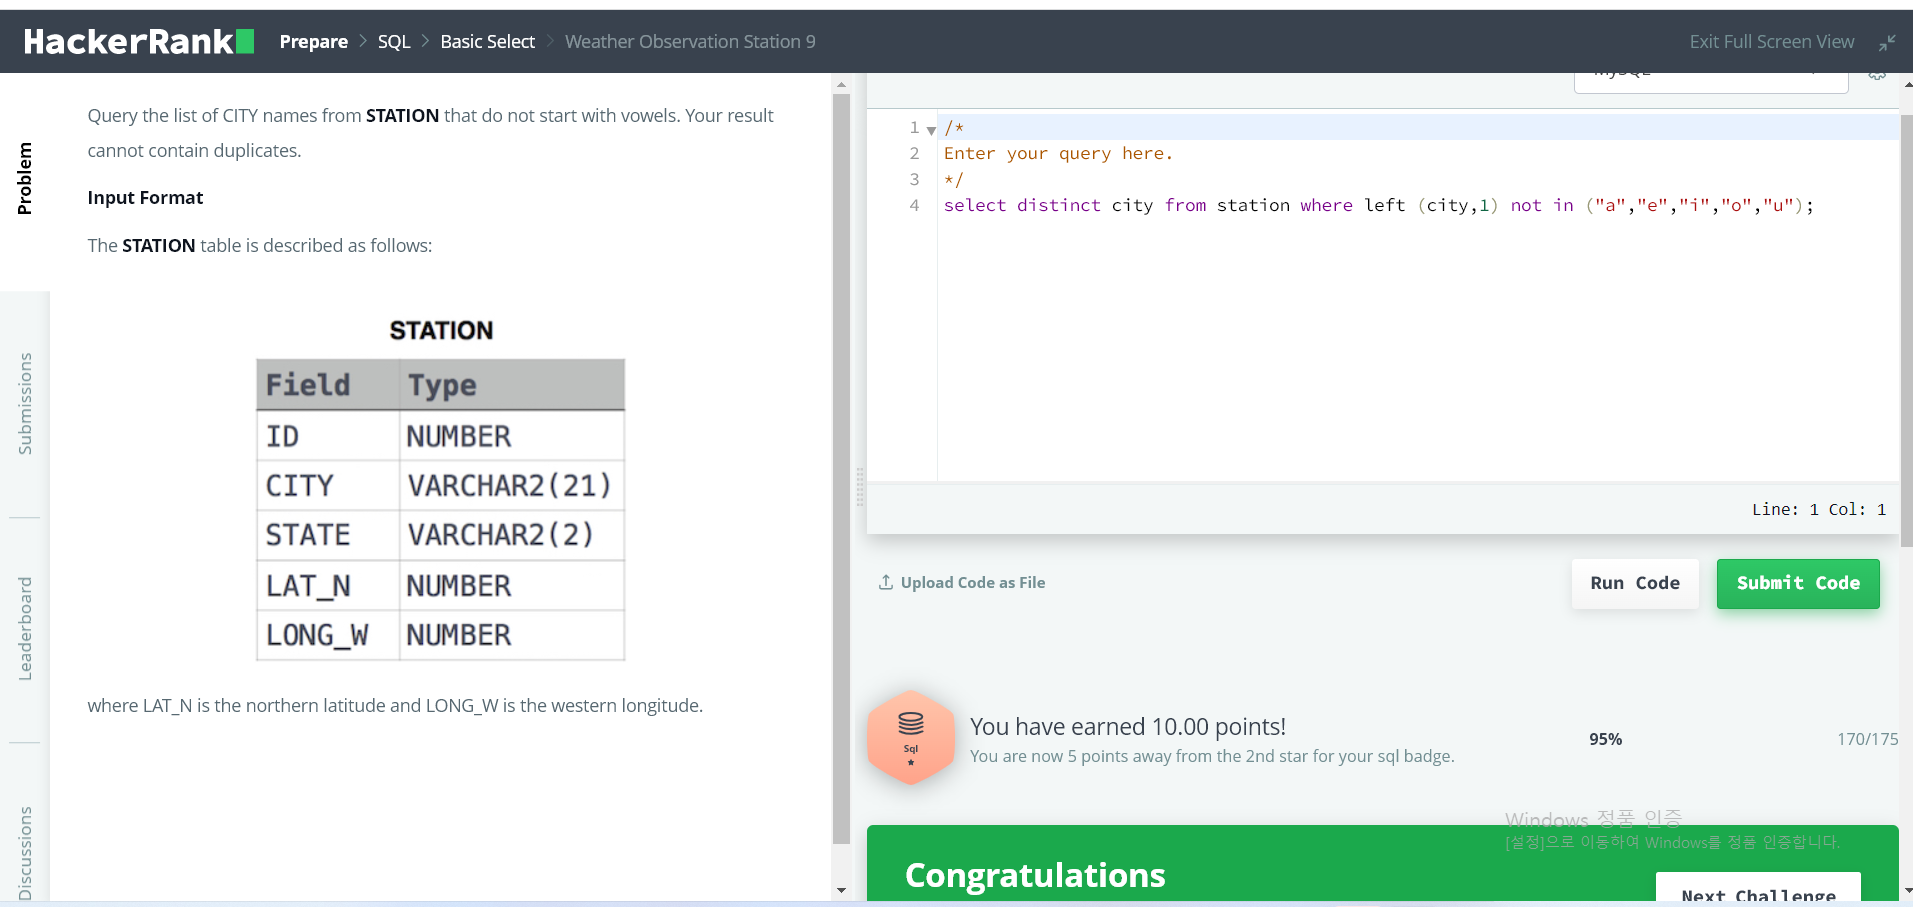 HackerRank Prepare > SQL > Basic Select > Weather Observation Station 9 Exit Full Screen View
Problem
Submissions
Leaderboard
Discussions
Query the list of CITY names from STATION that do not start with vowels. Your result
cannot contain duplicates.
Input Format
The STATION table is described as follows:
STATION
Field Type
ID NUMBER
CITY VARCHAR2(21)
STATE VARCHAR2(2)
LAT_N NUMBER
LONG_W NUMBER
where LAT_N is the northern latitude and LONG_W is the western longitude.
MySQL
1 /*
2 Enter your query here.
3 */
4 select distinct city from station where left (city,1) not in ("a","e","i","o","u");
Line: 1 Col: 1
Upload Code as File
Run Code
Submit Code
Sql
You have earned 10.00 points!
You are now 5 points away from the 2nd star for your sql badge.
95%
170/175
Windows 정품 인증
[설정]으로 이동하여 Windows를 정품 인증합니다.
Congratulations
Next Challenge